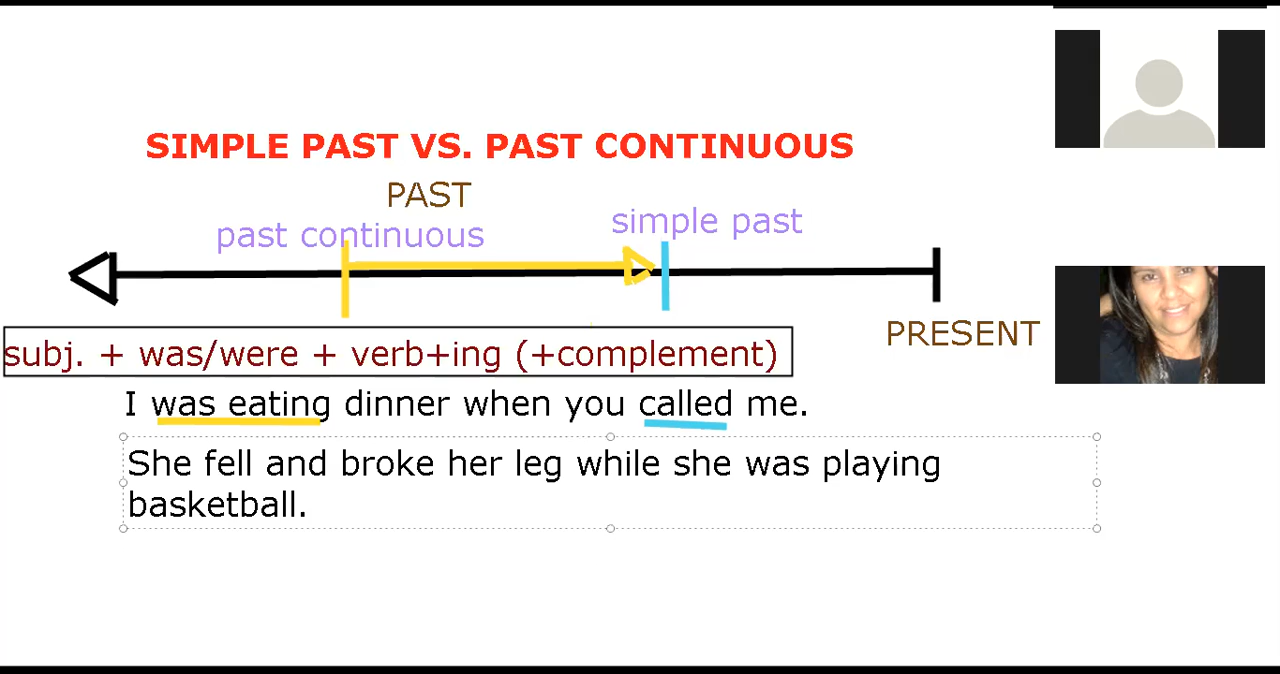 SIMPLE PAST VS. PAST CONTINUOUS
PAST
past continuous
simple past
PRESENT
subj. + was/were + verb+ing (+complement)
I was eating dinner when you called me.
She fell and broke her leg while she was playing
basketball.